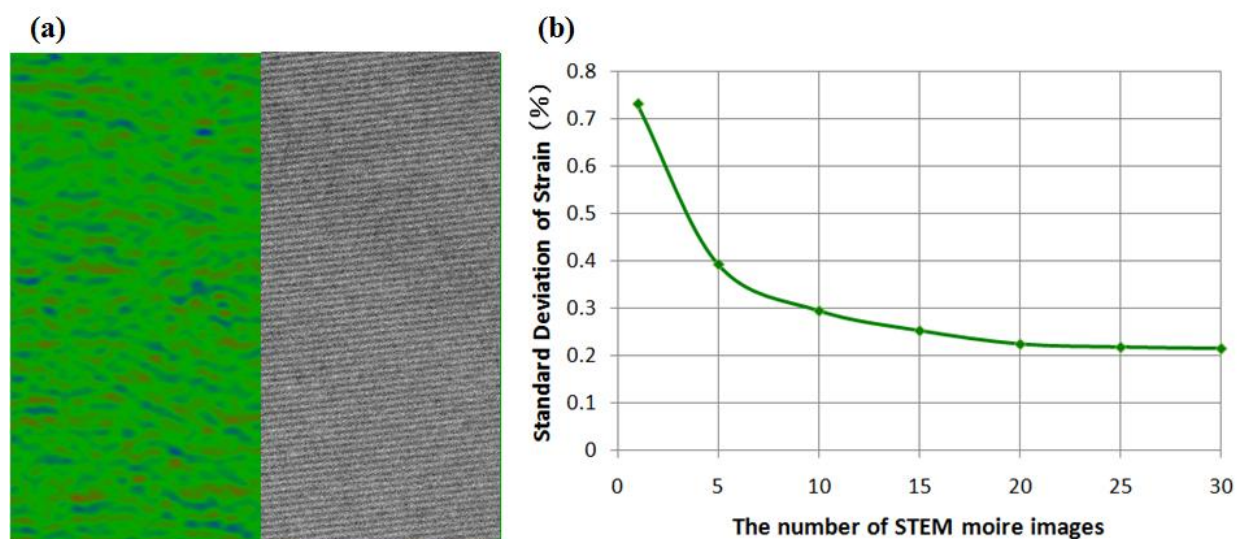 (a)
(b)
Standard Deviation of Strain (%)
0.8
0.7
0.6
0.5
0.4
0.3
0.2
0.1
0
0 5 10 15 20 25 30
The number of STEM moire images